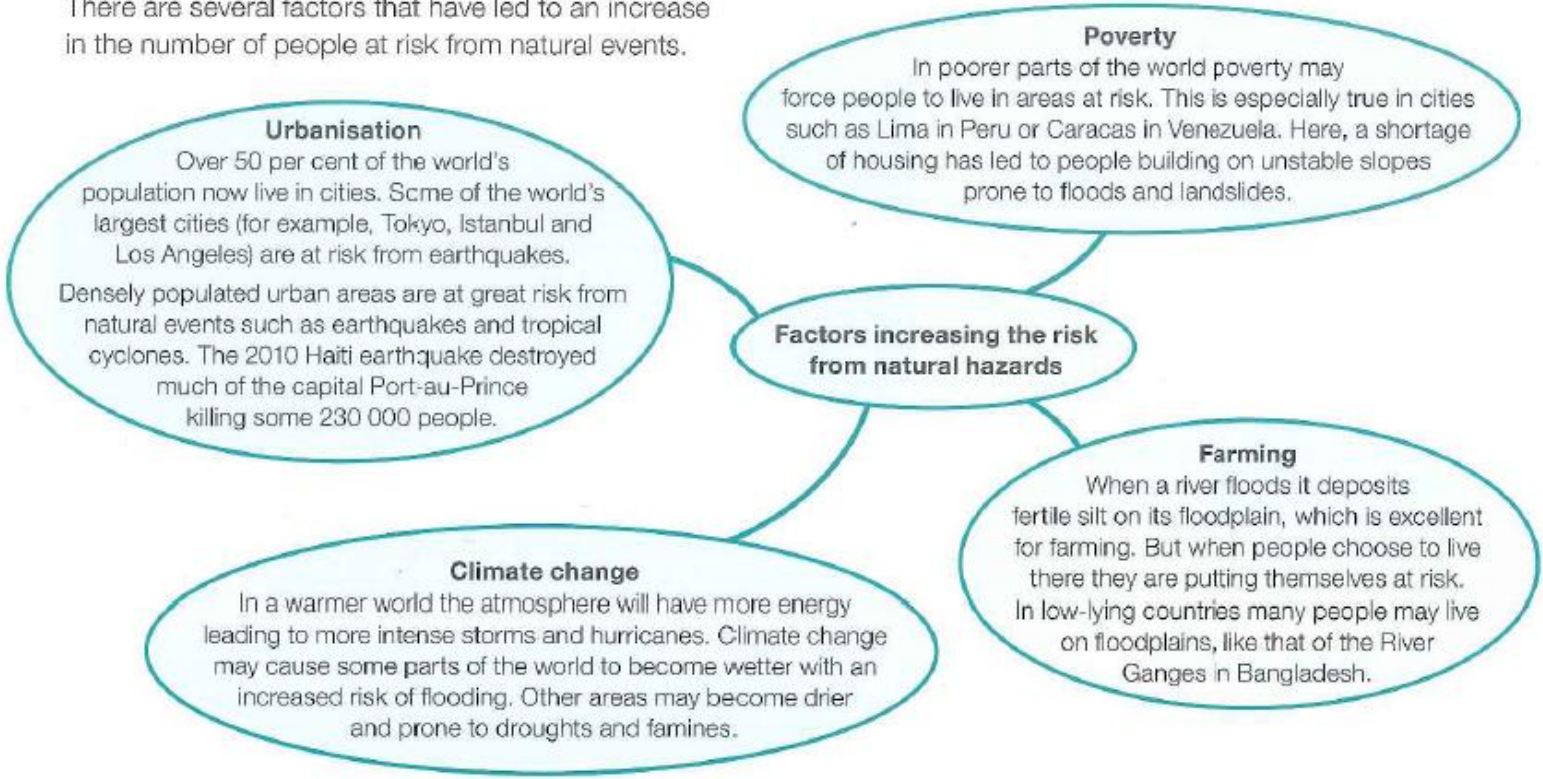 There are several factors that have led to an increase
in the number of people at risk from natural events.
Poverty
In poorer parts of the world poverty may
force people to live in areas at risk. This is especially true in cities
such as Lima in Peru or Caracas in Venezuela. Here, a shortage
of housing has led to people building on unstable slopes
prone to floods and landslides.
Urbanisation
Over 50 per cent of the world's
population now live in cities. Some of the world's
largest cities (for example, Tokyo, Istanbul and
Los Angeles) are at risk from earthquakes.
Densely populated urban areas are at great risk from
natural events such as earthquakes and tropical
cyclones. The 2010 Haiti earthquake destroyed
much of the capital Port-au-Prince
killing some 230 000 people.
Factors increasing the risk
from natural hazards
Farming
When a river floods it deposits
fertile silt on its floodplain, which is excellent
for farming. But when people choose to live
there they are putting themselves at risk.
In low-lying countries many people may live
on floodplains, like that of the River
Ganges in Bangladesh.
Climate change
In a warmer world the atmosphere will have more energy
leading to more intense storms and hurricanes. Climate change
may cause some parts of the world to become wetter with an
increased risk of flooding. Other areas may become drier
and prone to droughts and famines.